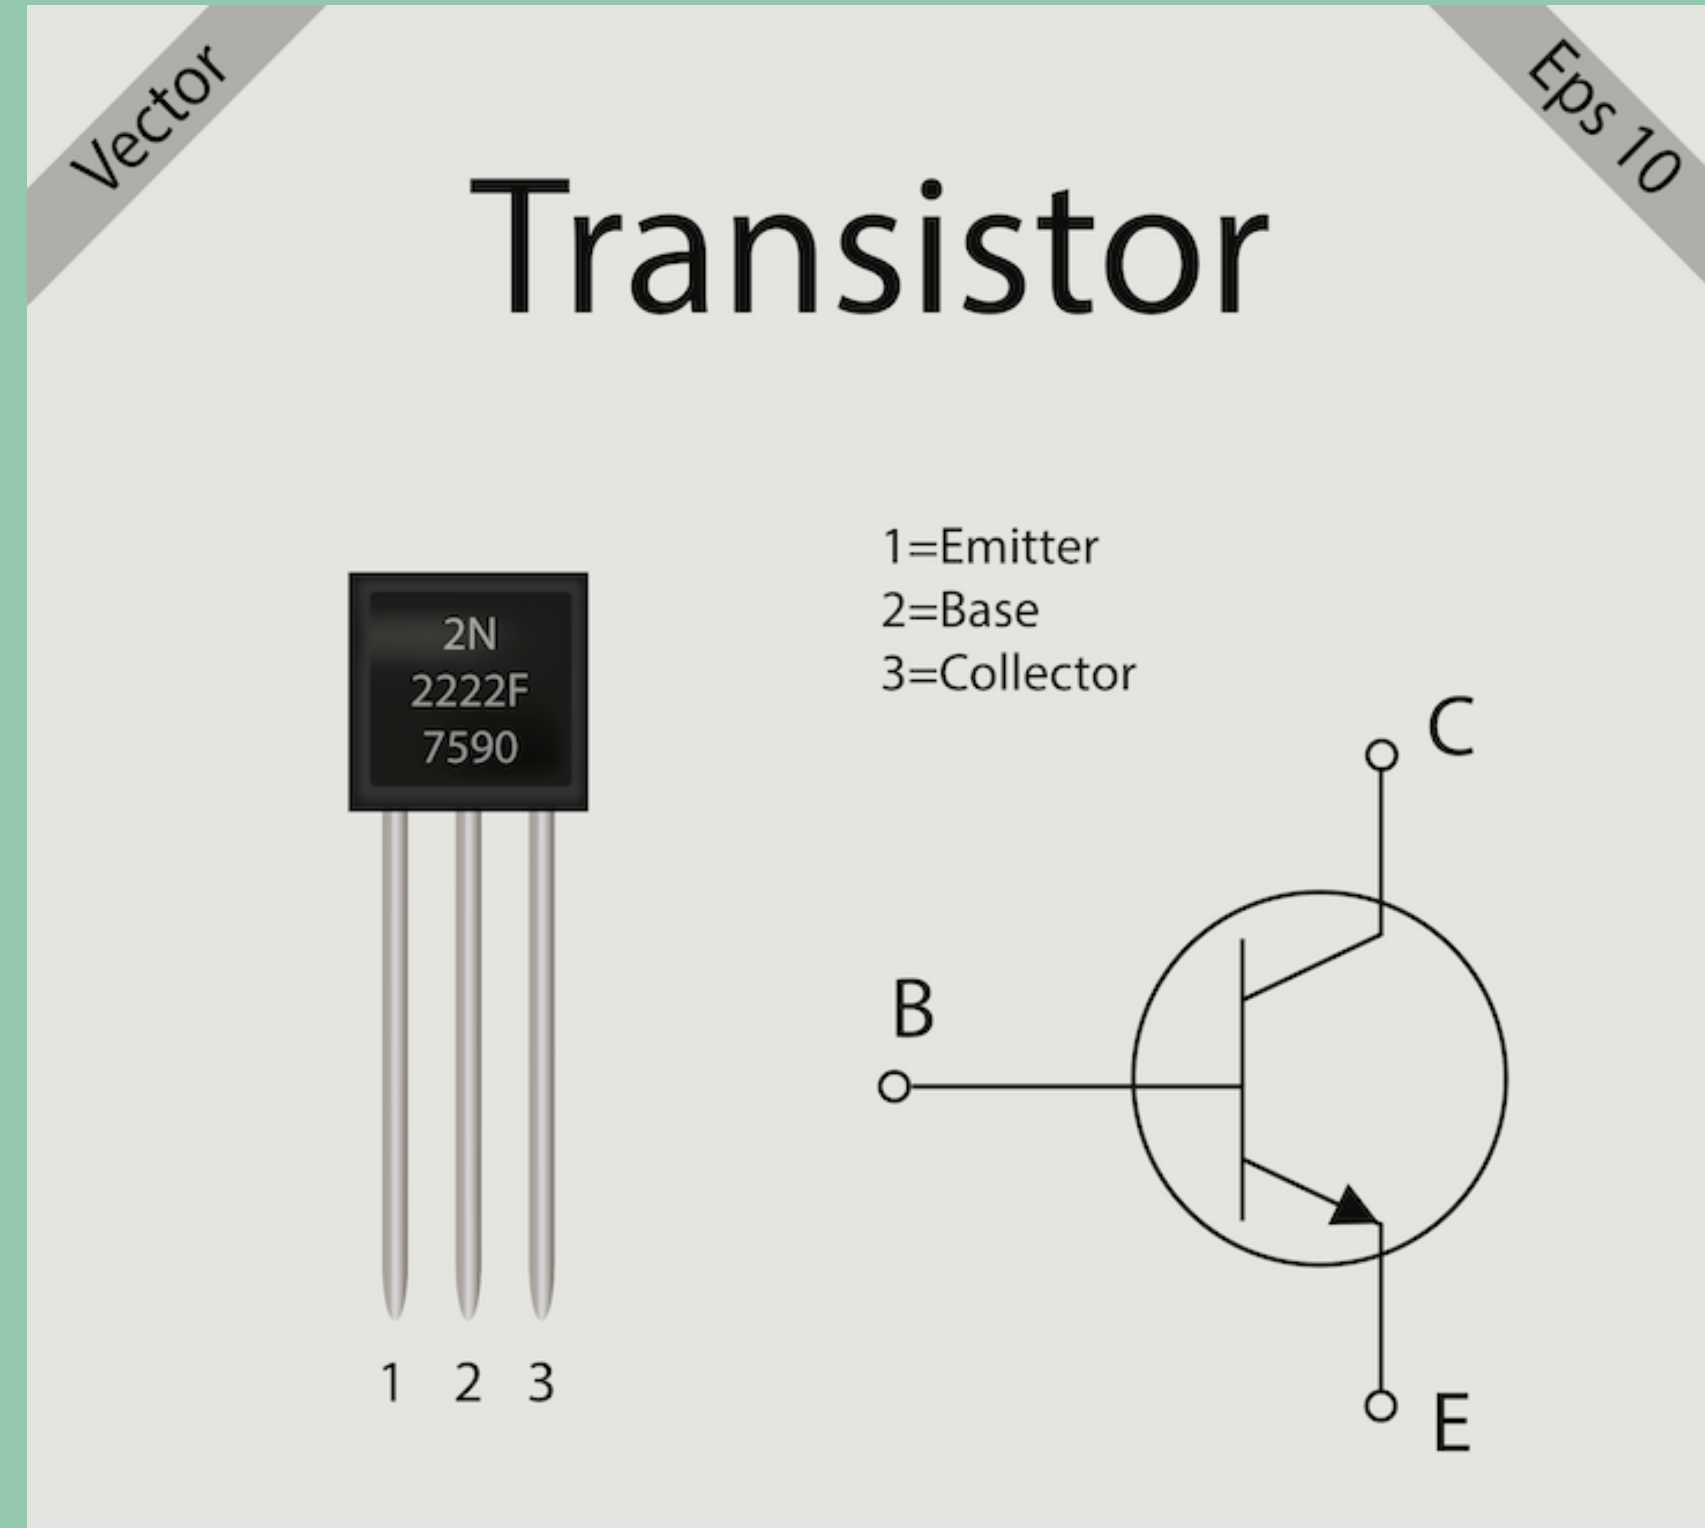 Vector
Eps 10
Transistor
2N
2222F
7590
1=Emitter
2=Base
3=Collector
C
B
E
1 2 3